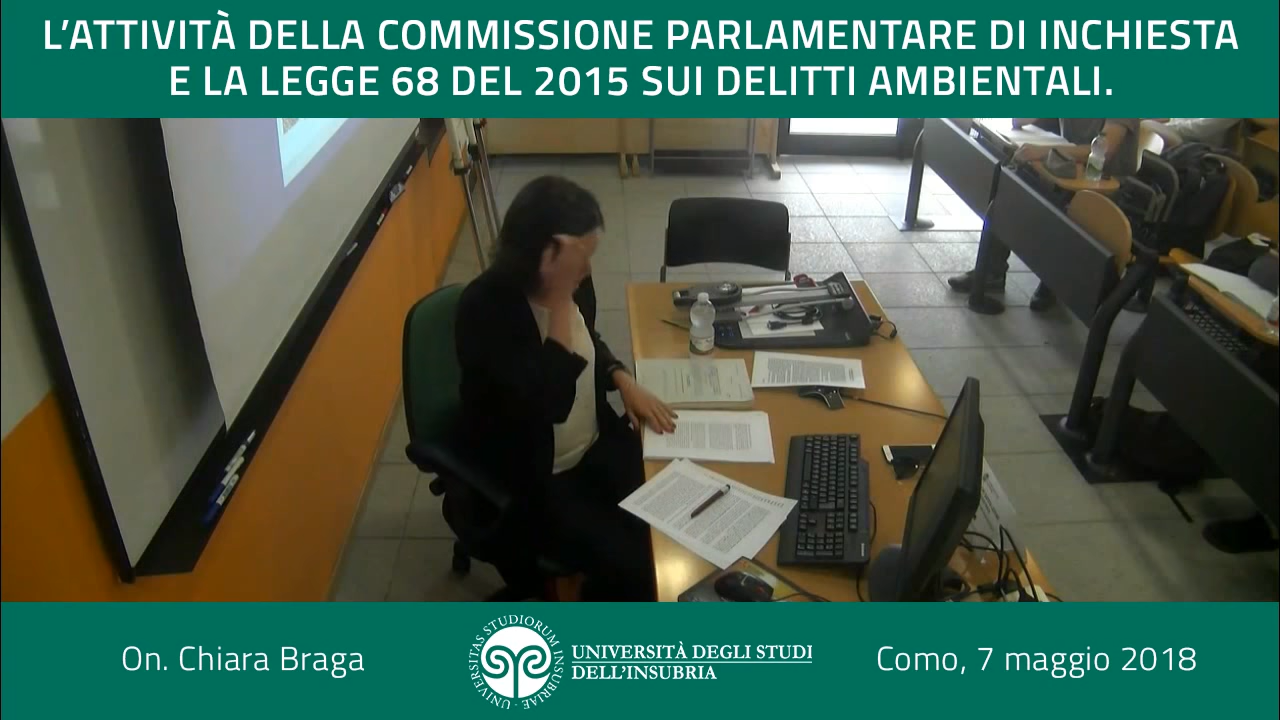 L'ATTIVITÀ DELLA COMMISSIONE PARLAMENTARE DI INCHIESTA
E LA LEGGE 68 DEL 2015 SUI DELITTI AMBIENTALI.
On. Chiara Braga
UNIVERSITAS STUDIORUM INSUBRIAE
UNIVERSITÀ DEGLI STUDI
DELL'INSUBRIA
Como, 7 maggio 2018